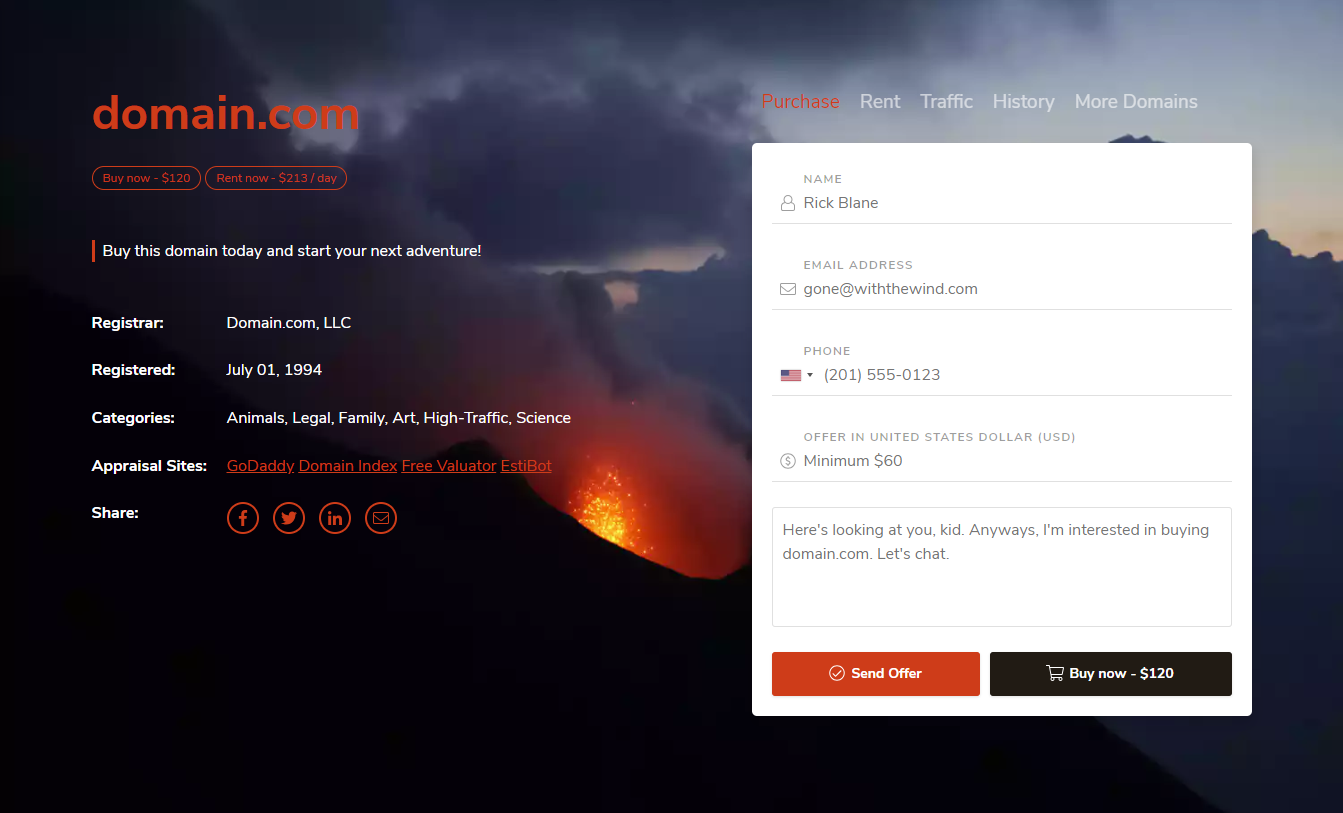 domain.com
Buy now - $120 Rent now - $213 / day
Buy this domain today and start your next adventure!
Registrar: Domain.com, LLC
Registered: July 01, 1994
Categories: Animals, Legal, Family, Art, High-Traffic, Science
Appraisal Sites: GoDaddy Domain Index Free Valuator EstiBot
Share:
Purchase Rent Traffic History More Domains
NAME
Rick Blane
EMAIL ADDRESS
gone@withthewind.com
PHONE
(201) 555-0123
OFFER IN UNITED STATES DOLLAR (USD)
Minimum $60
Here's looking at you, kid. Anyways, I'm interested in buying
domain.com. Let's chat.
Send Offer Buy now - $120